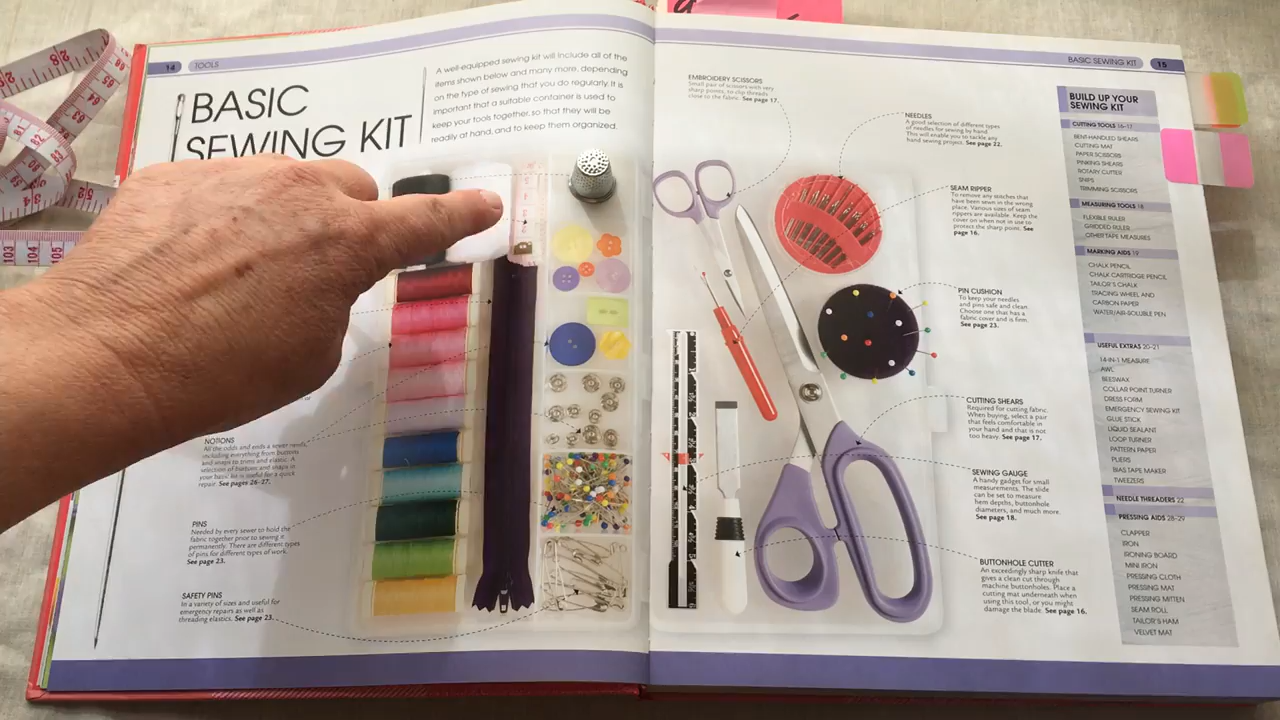 14 TOOLS
BASIC
SEWING KIT
A well-equipped sewing kit will include all of the
items shown below and many more, depending
on the type of sewing that you do regularly. It is
important that a suitable container is used to
keep your tools together, so that they will be
readily at hand, and to keep them organized.
NOTIONS
All the odds and ends a sewer needs,
including everything from buttons
and snaps to trims and elastic. A
selection of buttons and snaps in
your basic kit is useful for a quick
repair. See pages 26-27.
PINS
Needed by every sewer to hold the
fabric together prior to sewing it
permanently. There are different
types of pins for different types of work.
See page 23.
SAFETY PINS
In a variety of sizes and useful for
emergency repairs as well as
threading elastics. See page 23.
BASIC SEWING KIT 15
EMBROIDERY SCISSORS
Small pair of scissors with very
sharp points, to clip threads
close to the fabric. See page 17.
NEEDLES
A good selection of different types
of needles for sewing by hand.
This will enable you to tackle any
hand sewing project. See page 22.
SEAM RIPPER
To remove any stitches that
have been sewn in the wrong
place. Various sizes of seam
rippers are available. Keep the
cover on when not in use to
protect the sharp point. See
page 16.
PIN CUSHION
To keep your needles
and pins safe and clean.
Choose one that has a
fabric cover and is firm.
See page 23.
CUTTING SHEARS
Required for cutting fabric.
When buying, select a pair
that feels comfortable in
your hand and that is not
too heavy. See page 17.
SEWING GAUGE
A handy gadget for small
measurements. The slide
can be set to measure
hem depths, buttonhole
diameters, and much more.
See page 18.
BUTTONHOLE CUTTER
An exceedingly sharp knife that
gives a clean cut through
machine buttonholes. Place a
cutting mat underneath when
using this tool, or you might
damage the blade. See page 16.
BUILD UP YOUR
SEWING KIT
CUTTING TOOLS 16-17
BENT-HANDLED SHEARS
CUTTING MAT
PAPER SCISSORS
PINKING SHEARS
ROTARY CUTTER
SNIPS
TRIMMING SCISSORS
MEASURING TOOLS 18
FLEXIBLE RULER
GRIDDED RULER
OTHER TAPE MEASURES
MARKING AIDS 19
CHALK PENCIL
CHALK CARTRIDGE PENCIL
TAILOR'S CHALK
TRACING WHEEL AND
CARBON PAPER
WATER/AIR-SOLUBLE PEN
USEFUL EXTRAS 20-21
14-IN-1 MEASURE
AWL
BEESWAX
COLLAR POINT TURNER
DRESS FORM
EMERGENCY SEWING KIT
GLUE STICK
LIQUID SEALANT
LOOP TURNER
PATTERN PAPER
PLIERS
BIAS TAPE MAKER
TWEEZERS
NEEDLE THREADERS 22
PRESSING AIDS 28-29
CLAPPER
IRON
IRONING BOARD
MINI IRON
PRESSING CLOTH
PRESSING MAT
PRESSING MITTEN
SEAM ROLL
TAILOR'S HAM
VELVET MAT
103 104 105